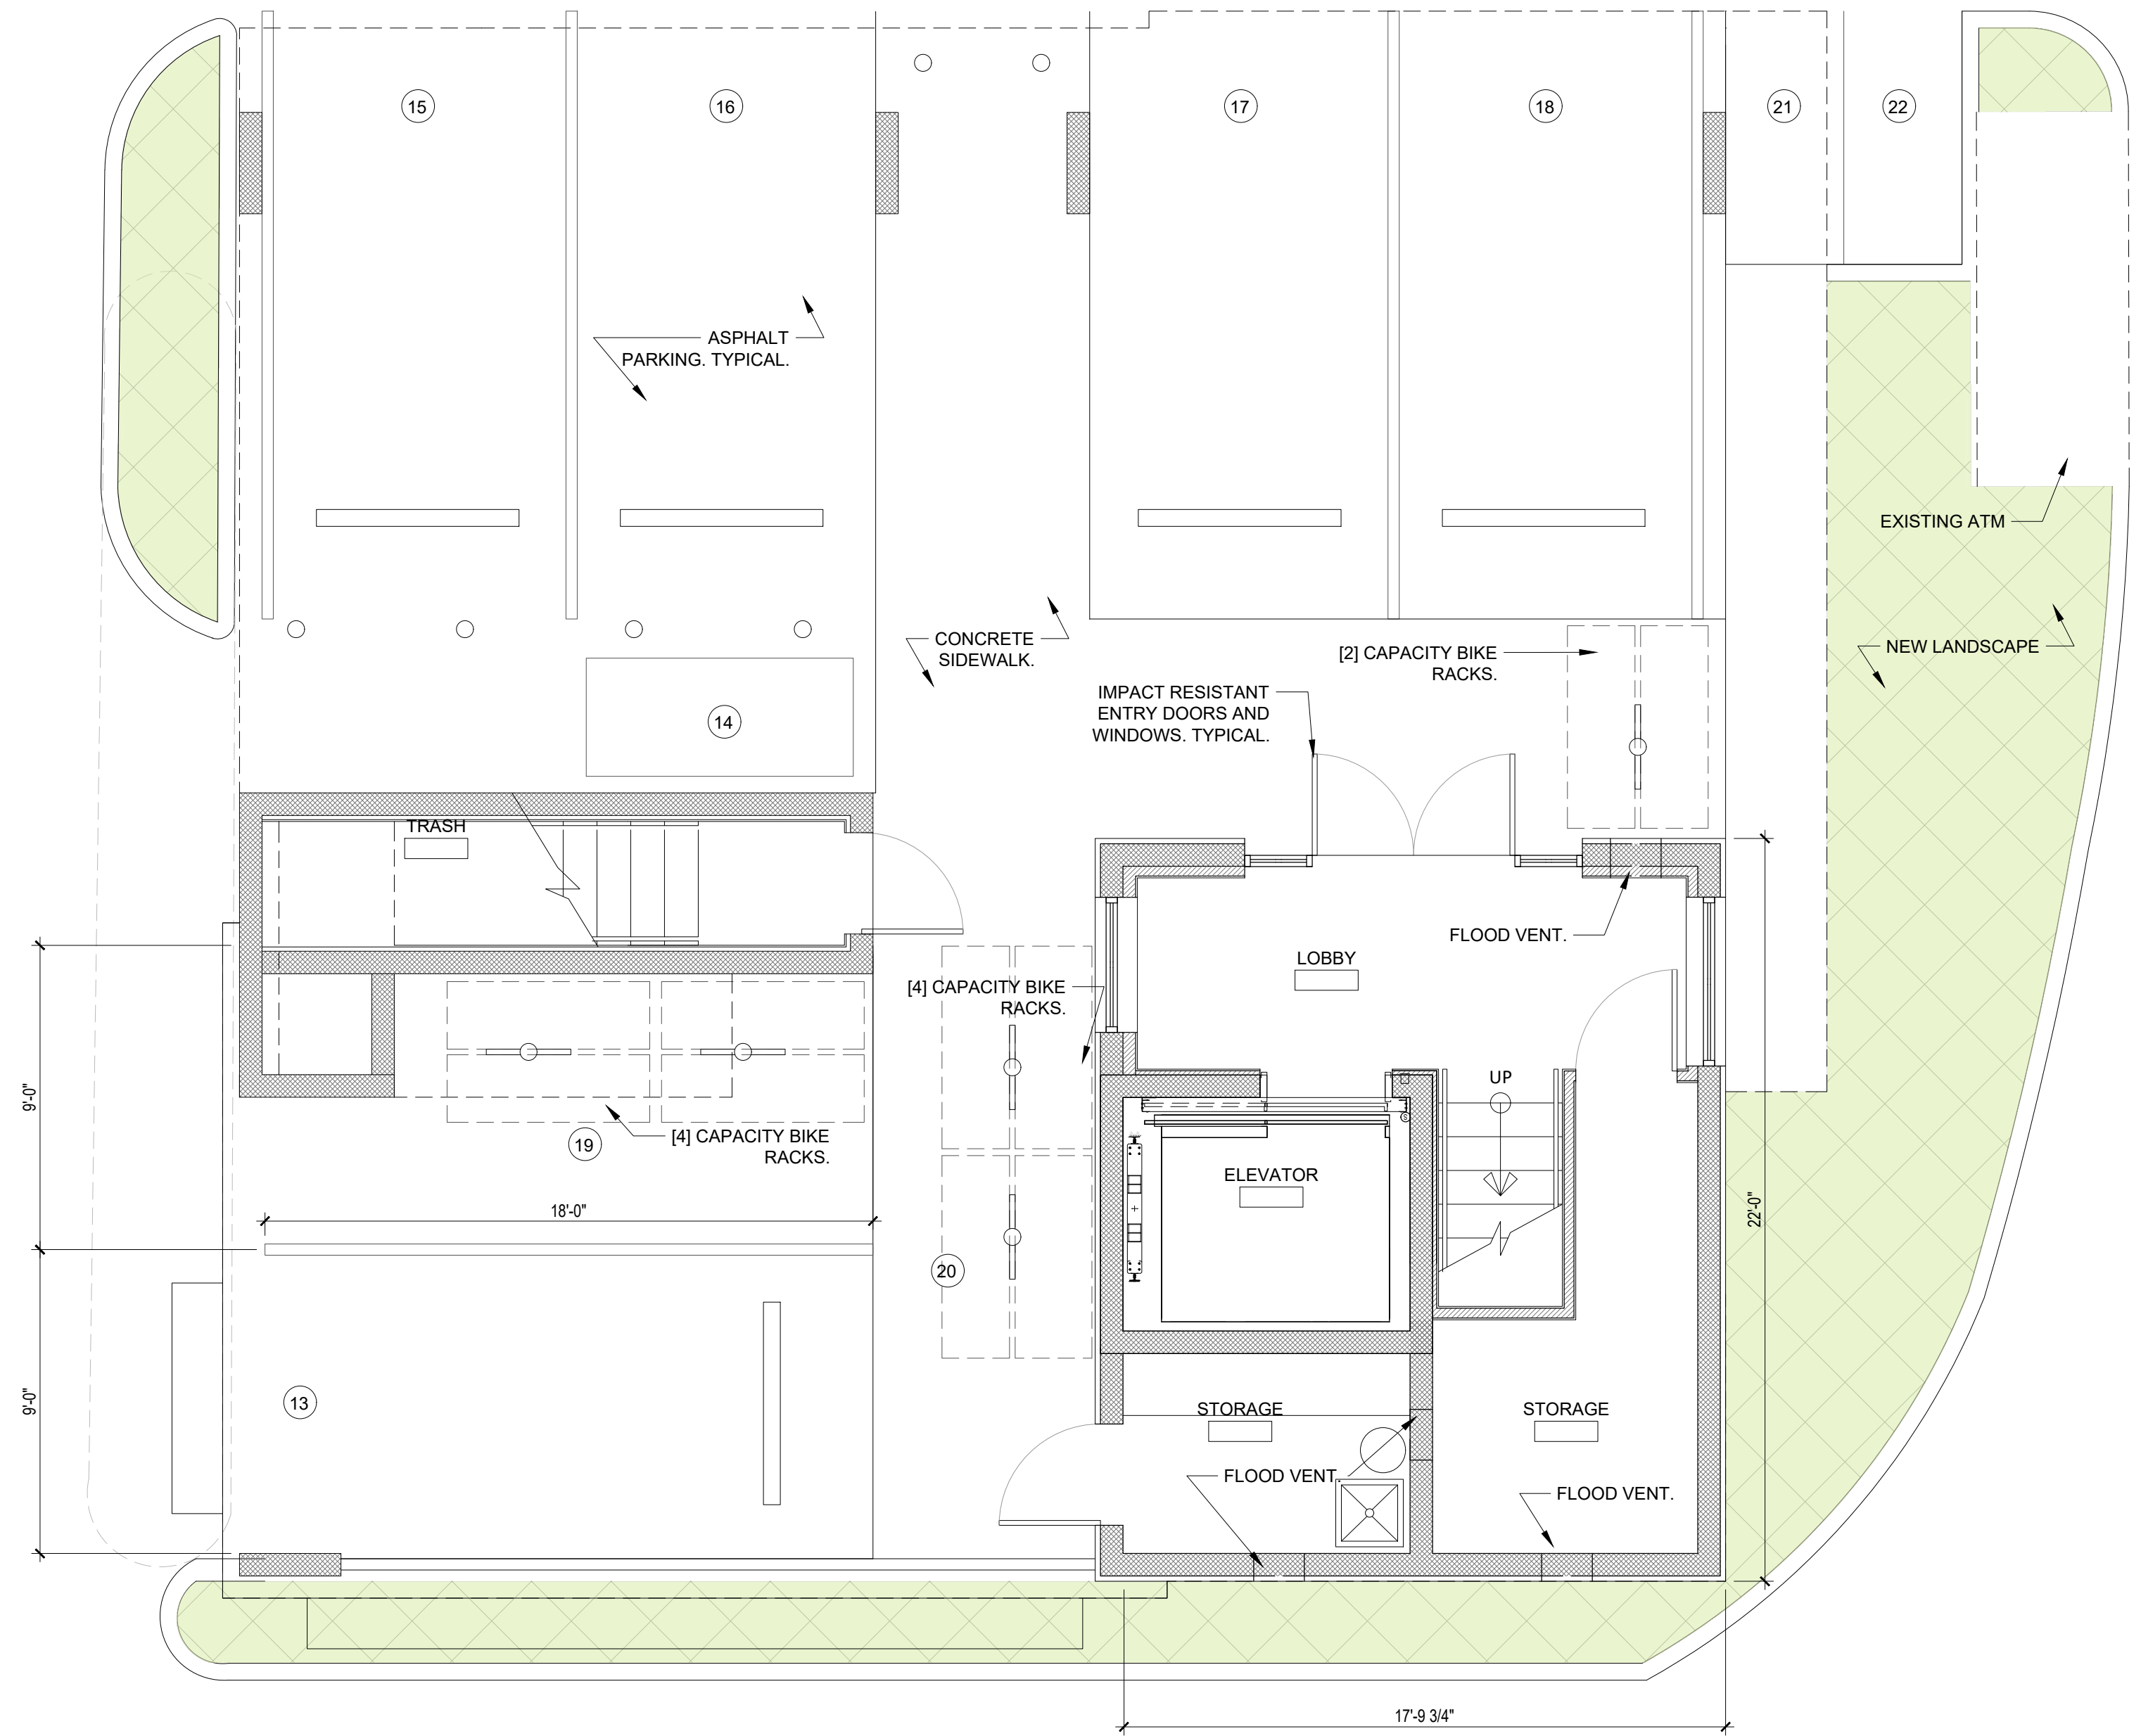 15
16
17
18
21
22
ASPHALT
PARKING. TYPICAL.
EXISTING ATM
CONCRETE
SIDEWALK.
[2] CAPACITY BIKE
RACKS.
NEW LANDSCAPE
IMPACT RESISTANT
ENTRY DOORS AND
WINDOWS. TYPICAL.
14
TRASH
FLOOD VENT.
LOBBY
[4] CAPACITY BIKE
RACKS.
9'-0"
UP
19
[4] CAPACITY BIKE
RACKS.
ELEVATOR
18'-0"
22'-0"
20
13
9'-0"
STORAGE
STORAGE
FLOOD VENT.
FLOOD VENT.
17'-9 3/4"